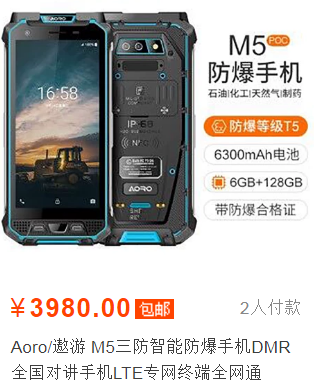 AORO
16:58
M5 POC
防爆手机
石油|化工|天然气|制药
防爆等级T5
6300mAh电池
6GB+128GB
带防爆合格证
IP-68
AORO
¥3980.00 包邮
2人付款
Aoro/遨游 M5三防智能防爆手机DMR
全国对讲手机LTE专网终端全网通